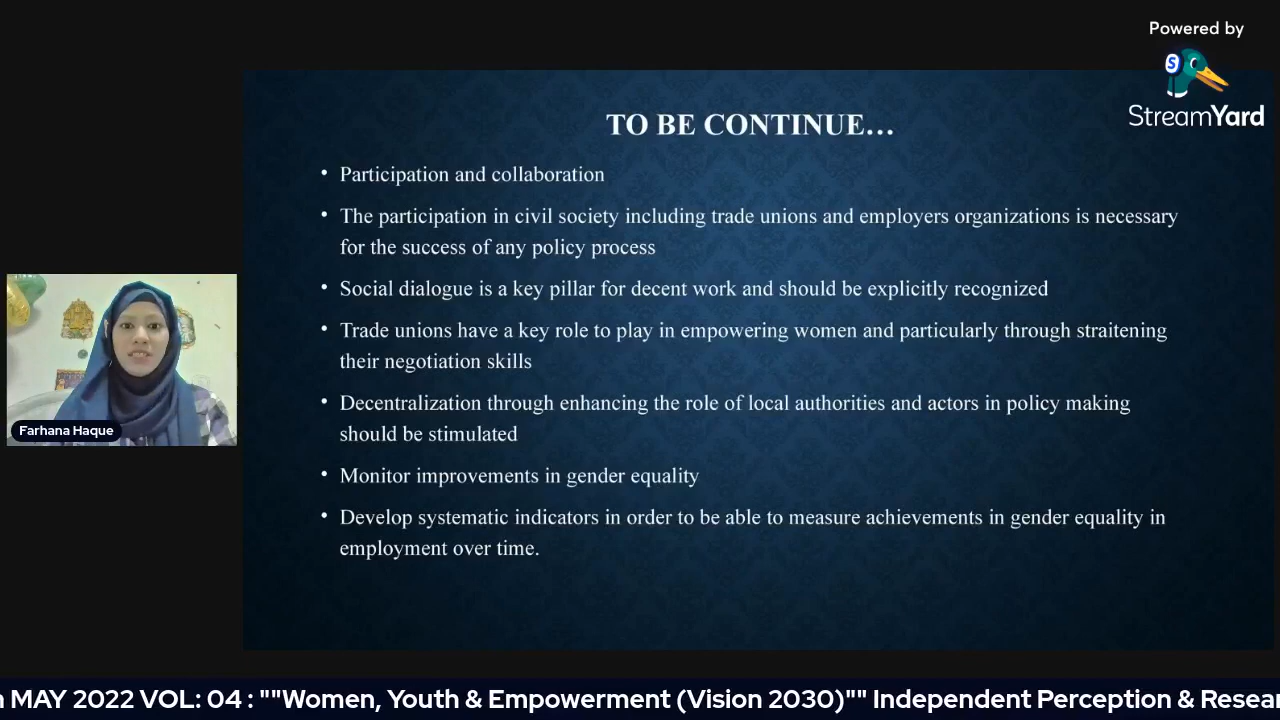 Powered by
S
StreamYard
TO BE CONTINUE...
• Participation and collaboration
• The participation in civil society including trade unions and employers organizations is necessary
for the success of any policy process
• Social dialogue is a key pillar for decent work and should be explicitly recognized
• Trade unions have a key role to play in empowering women and particularly through straitening
their negotiation skills
• Decentralization through enhancing the role of local authorities and actors in policy making
should be stimulated
• Monitor improvements in gender equality
• Develop systematic indicators in order to be able to measure achievements in gender equality in
employment over time.
Farhana Haque
MAY 2022 VOL: 04 : ""Women, Youth & Empowerment (Vision 2030)"" Independent Perception &